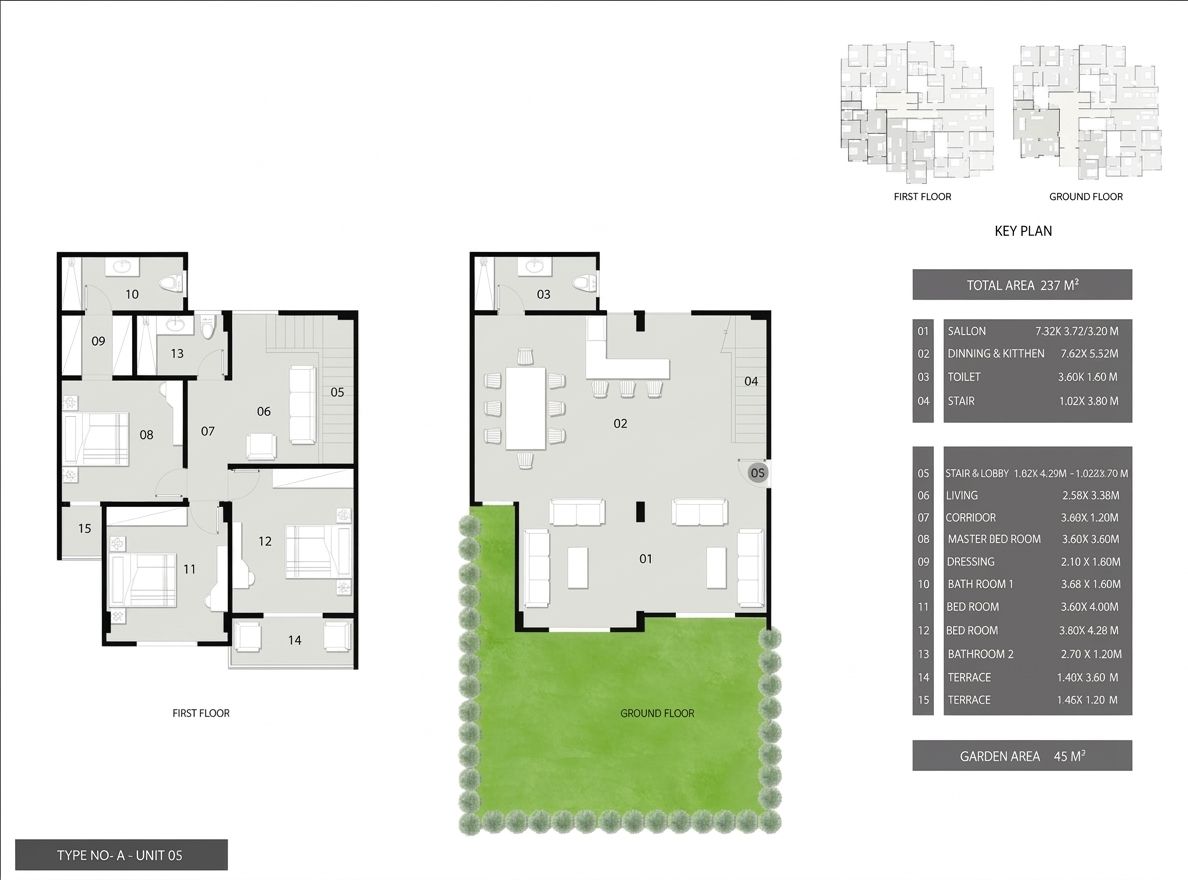 FIRST FLOOR
GROUND FLOOR
KEY PLAN
TOTAL AREA 237 M²
01 SALLON 7.32K 3.72/3.20 M
02 DINNING & KITTHEN 7.62X 5.52M
03 TOILET 3.60K 1.60 M
04 STAIR 1.02X 3.80 M
05 STAIR & LOBBY 1.02X 4.29M
06 LIVING 2.58X 3.38M
07 CORRIDOR 3.60X 1.20M
08 MASTER BED ROOM 3.60X 3.60M
09 DRESSING 2.10 X 1.60M
10 BATH ROOM 1 3.68 X 1.60M
11 BED ROOM 3.60X 4.00M
12 BED ROOM 3.80X 4.28 M
13 BATHROOM 2 2.70 X 1.20M
14 TERRACE 1.40X 3.60 M
15 TERRACE 1.46X 1.20 M
GARDEN AREA 45 M²
10
09
13
05
06
07
08
15
12
11
14
FIRST FLOOR
03
04
02
05
01
GROUND FLOOR
TYPE NO- A - UNIT 05